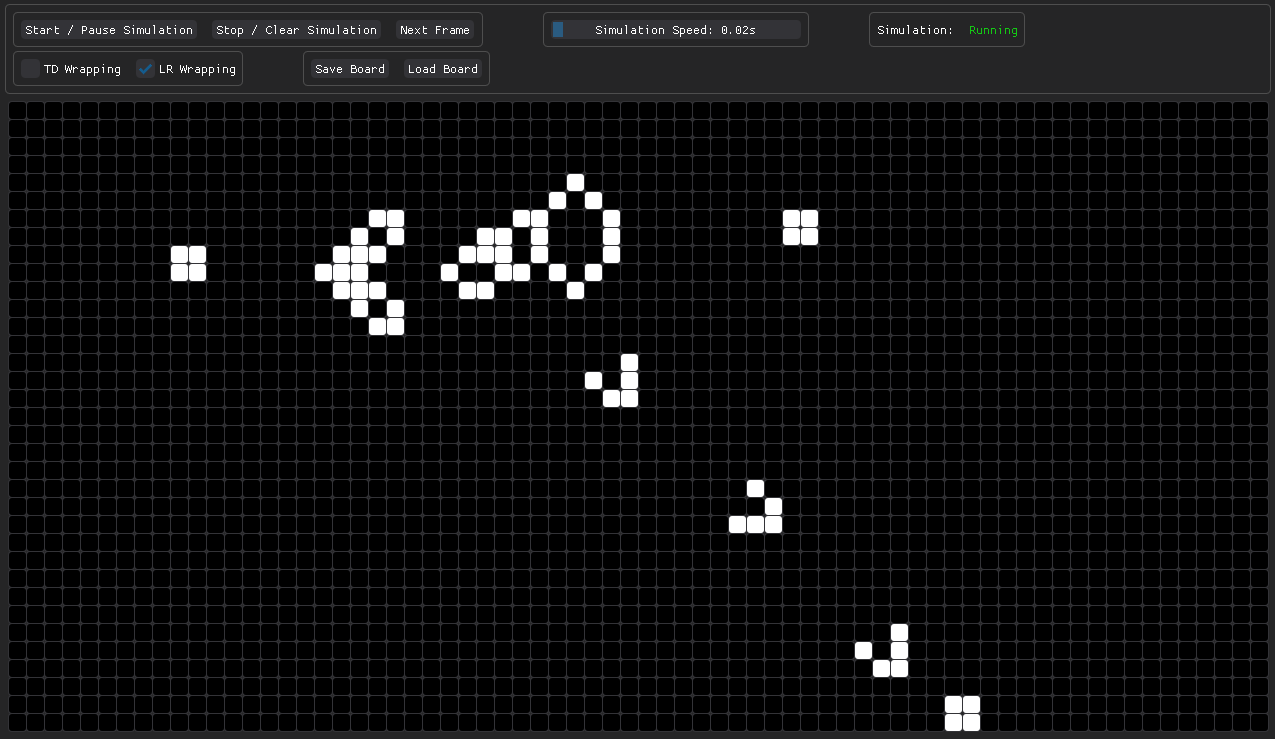 Start / Pause Simulation Stop / Clear Simulation Next Frame Simulation Speed: 0.02s Simulation: Running
TD Wrapping LR Wrapping Save Board Load Board